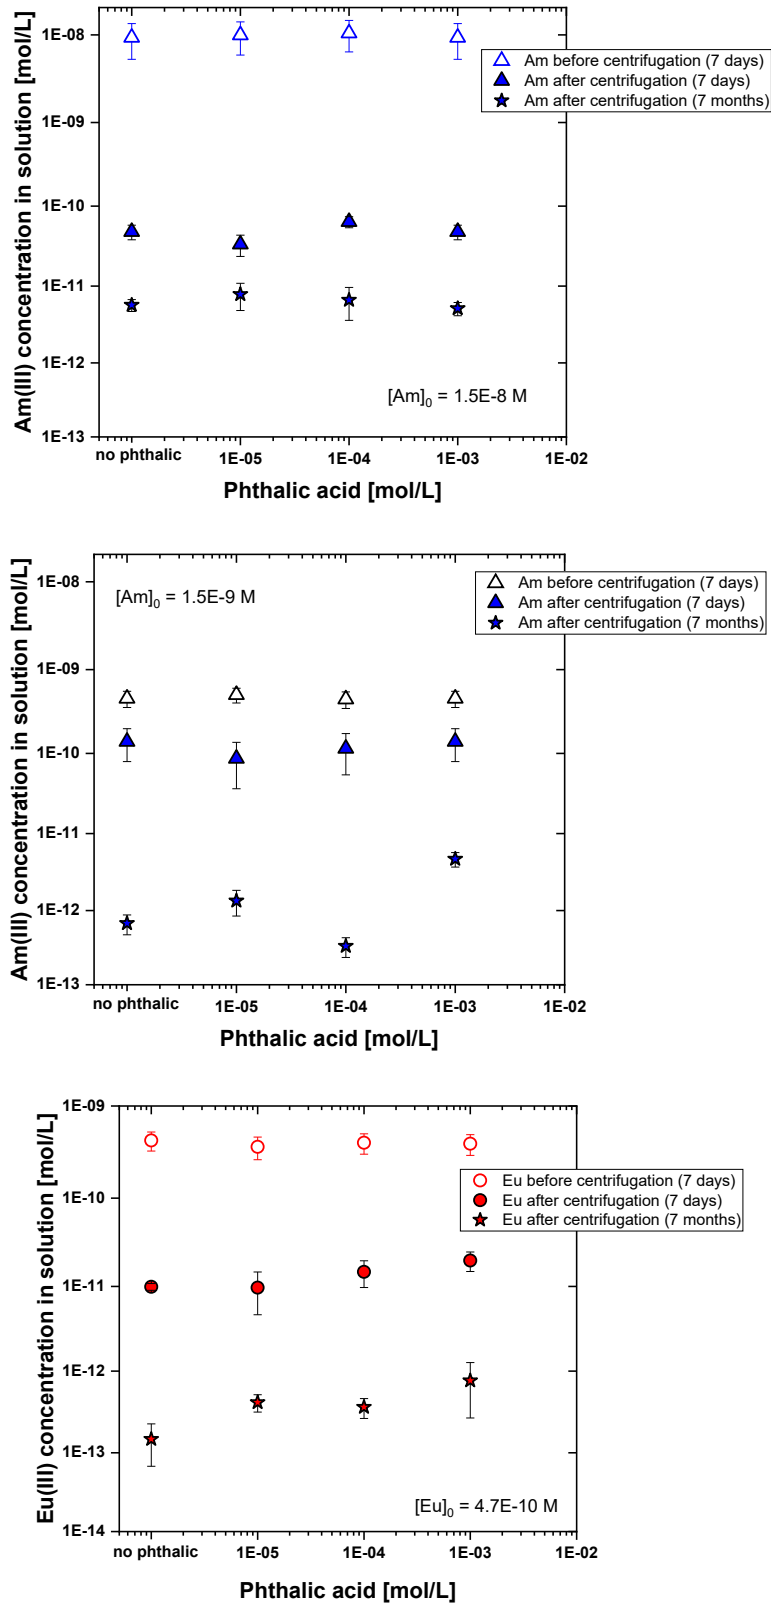 Am(III) concentration in solution [mol/L]
1E-08
1E-09
1E-10
1E-11
1E-12
1E-13
Am before centrifugation (7 days)
Am after centrifugation (7 days)
Am after centrifugation (7 months)
[Am]0 = 1.5E-8 M
no phthalic 1E-05 1E-04 1E-03 1E-02
Phthalic acid [mol/L]
Am(III) concentration in solution [mol/L]
1E-08
1E-09
1E-10
1E-11
1E-12
1E-13
[Am]0 = 1.5E-9 M
Am before centrifugation (7 days)
Am after centrifugation (7 days)
Am after centrifugation (7 months)
no phthalic 1E-05 1E-04 1E-03 1E-02
Phthalic acid [mol/L]
Eu(III) concentration in solution [mol/L]
1E-09
1E-10
1E-11
1E-12
1E-13
1E-14
Eu before centrifugation (7 days)
Eu after centrifugation (7 days)
Eu after centrifugation (7 months)
[Eu]0 = 4.7E-10 M
no phthalic 1E-05 1E-04 1E-03 1E-02
Phthalic acid [mol/L]